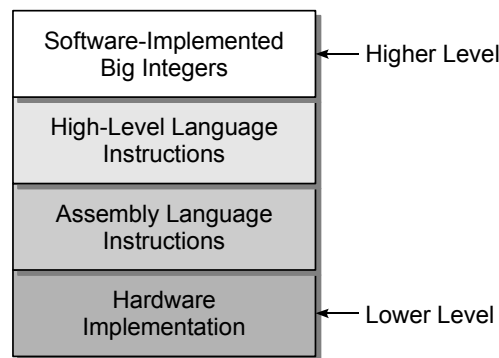 Software-Implemented
Big Integers
Higher Level
High-Level Language
Instructions
Assembly Language
Instructions
Hardware
Implementation
Lower Level